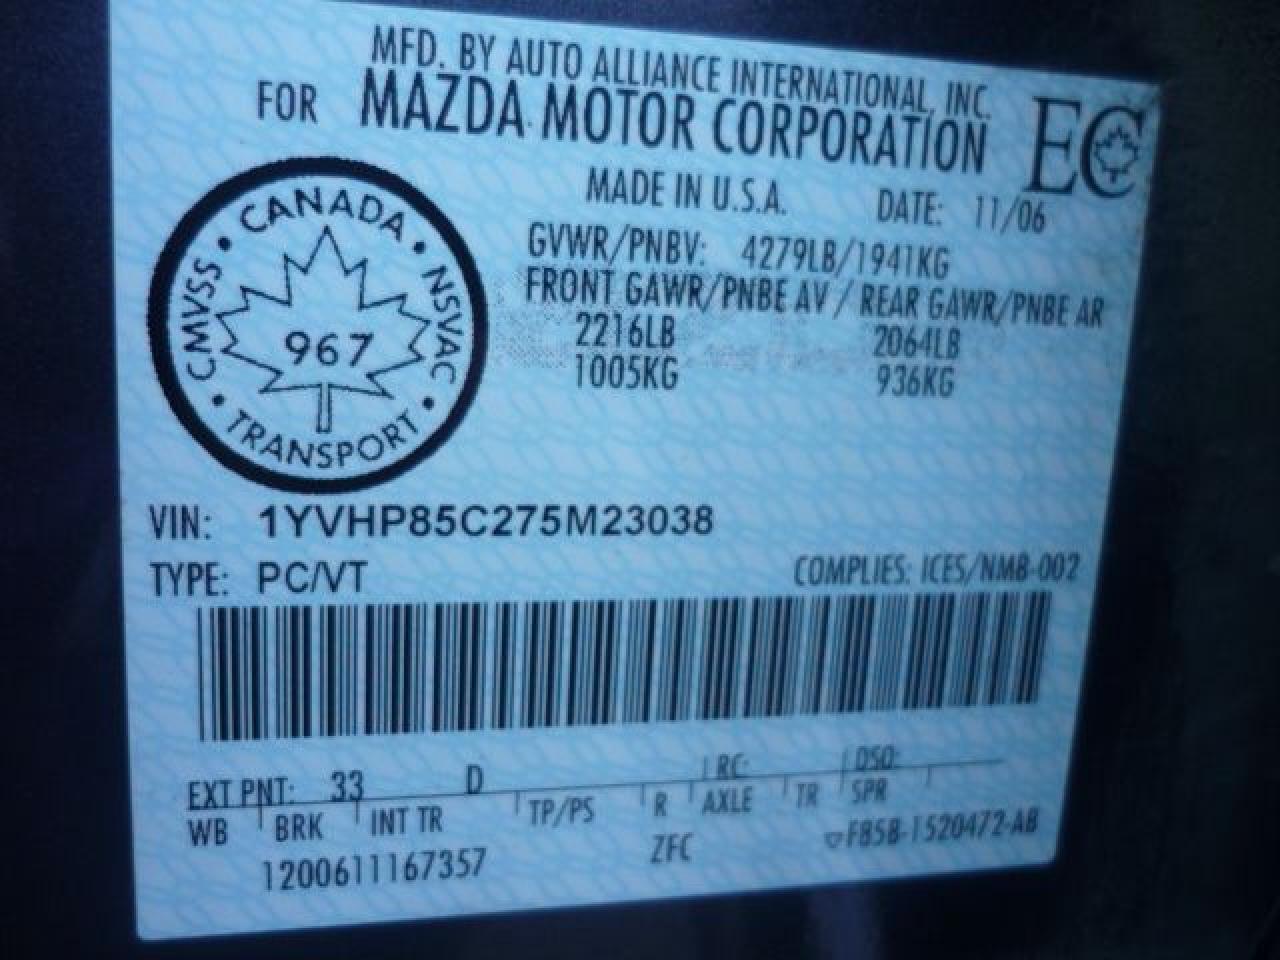 MFD. BY AUTO ALLIANCE INTERNATIONAL, INC.
FOR MAZDA MOTOR CORPORATION
EC
MADE IN U.S.A. DATE: 11/06
GVWR/PNBV: 4279LB/1941KG
FRONT GAWR/PNBE AV / REAR GAWR/PNBE AR
2216LB 2064LB
1005KG 936KG
CANADA
CMVSS NSVAC
967
TRANSPORT
VIN: 1YVHP85C275M23038
TYPE: PC/VT COMPLIES: ICES/NMB-002
EXT PNT: 33 D RC: DSO:
WB BRK INT TR TP/PS R AXLE TR SPR
1200611167357 ZFC F85B-1520472-AB